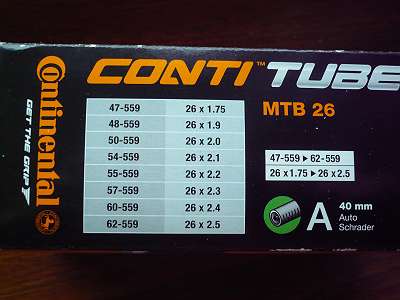 CONTI™ TUBE
Continental
GET THE GRIP
47-559 26 x 1.75
48-559 26 x 1.9
50-559 26 x 2.0
54-559 26 x 2.1
55-559 26 x 2.2
57-559 26 x 2.3
60-559 26 x 2.4
62-559 26 x 2.5
MTB 26
47-559 ▶ 62-559
26 x 1.75 ▶ 26 x 2.5
A
40 mm
Auto
Schrader